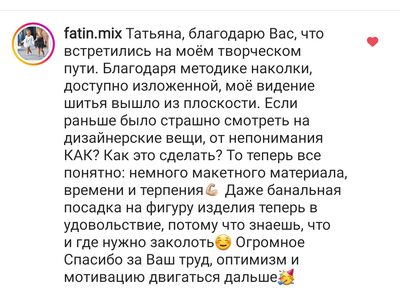 fatin.mix Татьяна, благодарю Вас, что
встретились на моём творческом
пути. Благодаря методике наколки,
доступно изложенной, моё видение
шитья вышло из плоскости. Если
раньше было страшно смотреть на
дизайнерские вещи, от непонимания
КАК? Как это сделать? То теперь все
понятно: немного макетного материала,
времени и терпения💪🏼 Даже банальная
посадка на фигуру изделия теперь в
удовольствие, потому что знаешь, что
и где нужно заколоть☺️ Огромное
Спасибо за Ваш труд, оптимизм и
мотивацию двигаться дальше🥳